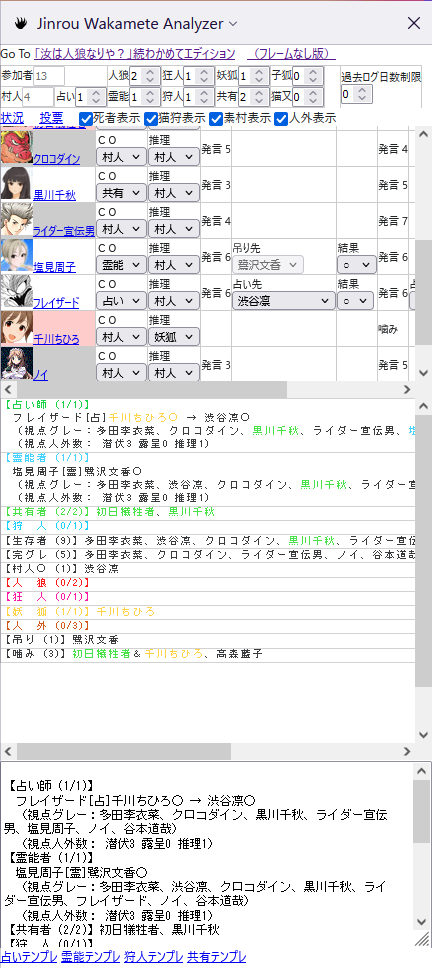 Jinrou Wakamete Analyzer
Go To 「汝は人狼なりや？」続わかめてエディション （フレームなし版）
参加者 13 人狼 2 狂人 1 妖狐 1 子狐 0 過去ログ日数制限
村人 4 占い 1 霊能 1 狩人 1 共有 2 猫又 0 0
状況 投票 死者表示 猫狩表示 素村表示 人外表示
クロコダイン ＣＯ 村人 推理 村人 発言 5 発言 4
黒川千秋 ＣＯ 共有 推理 村人 発言 3 発言 5
ライダー宣伝男 ＣＯ 村人 推理 村人 発言 4 発言 7
塩見周子 ＣＯ 霊能 推理 村人 発言 6 吊り先 鷺沢文香 結果 ○ 発言 6
フレイザード ＣＯ 占い 推理 村人 発言 6 占い先 渋谷凛 結果 ○ 発言 6
千川ちひろ ＣＯ 村人 推理 妖狐 噛み
ノイ ＣＯ 村人 推理 村人 発言 3 発言 5
【占い師 (1/1)】
フレイザード[占]千川ちひろ○ → 渋谷凛○
（視点グレー：多田李衣菜、クロコダイン、黒川千秋、ライダー宣伝男、
（視点人外数： 潜伏3 露呈0 推理1）
【霊能者 (1/1)】
塩見周子[霊]鷺沢文香○
（視点グレー：多田李衣菜、渋谷凛、クロコダイン、黒川千秋、ライダー宣
（視点人外数： 潜伏3 露呈0 推理1）
【共有者 (2/2)】初日犠牲者、黒川千秋
【狩　人 (0/1)】
【生存者 (9)】多田李衣菜、渋谷凛、クロコダイン、黒川千秋、ライダー宣伝
【完グレ (5)】多田李衣菜、クロコダイン、ライダー宣伝男、ノイ、谷本道哉
【村人○ (1)】渋谷凛
【人　狼 (0/2)】
【狂　人 (0/1)】
【妖　狐 (1/1)】千川ちひろ
【人　外 (0/3)】
【吊り (1)】鷺沢文香
【噛み (3)】初日犠牲者＆千川ちひろ、高森藍子
【占い師 (1/1)】
フレイザード[占]千川ちひろ○ → 渋谷凛○
（視点グレー：多田李衣菜、クロコダイン、黒川千秋、ライダー宣伝
男、塩見周子、ノイ、谷本道哉）
（視点人外数： 潜伏3 露呈0 推理1）
【霊能者 (1/1)】
塩見周子[霊]鷺沢文香○
（視点グレー：多田李衣菜、渋谷凛、クロコダイン、黒川千秋、ライ
ダー宣伝男、フレイザード、ノイ、谷本道哉）
（視点人外数： 潜伏3 露呈0 推理1）
【共有者 (2/2)】初日犠牲者、黒川千秋
【狩　人 (0/1)】
占いテンプレ 霊能テンプレ 狩人テンプレ 共有テンプレ